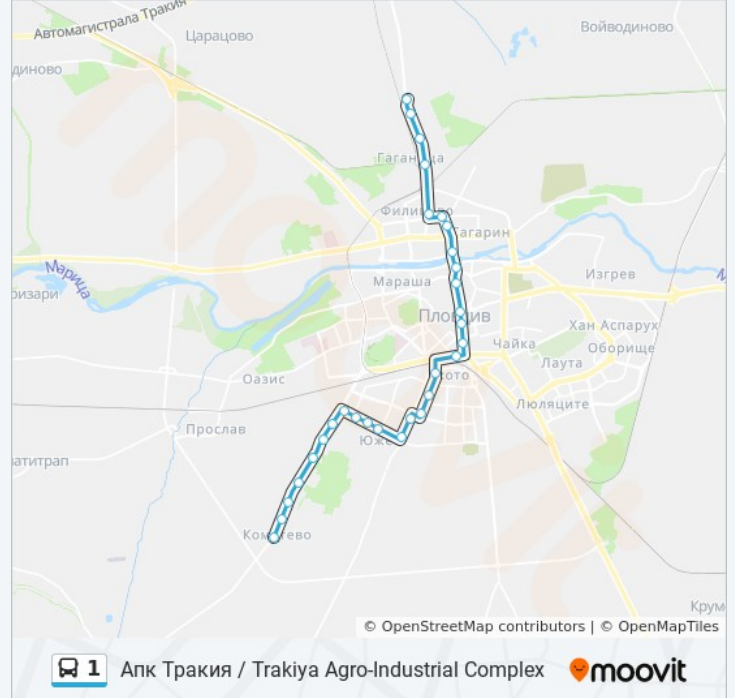 Автомагистрала Тракия
Царацово
Войводиново
диново
Гаганица
Филипово
Гагарин
Марица
ризари
Мараша
Изгрев
Пловдив
Хан Аспарух
Чайка
Оборище
Лаута
Оазис
Люлявците
Прослав
атитрап
Южен
Коматево
Крум
© OpenStreetMap contributors | © OpenMapTiles
1 Апк Тракия / Trakiya Agro-Industrial Complex moovit